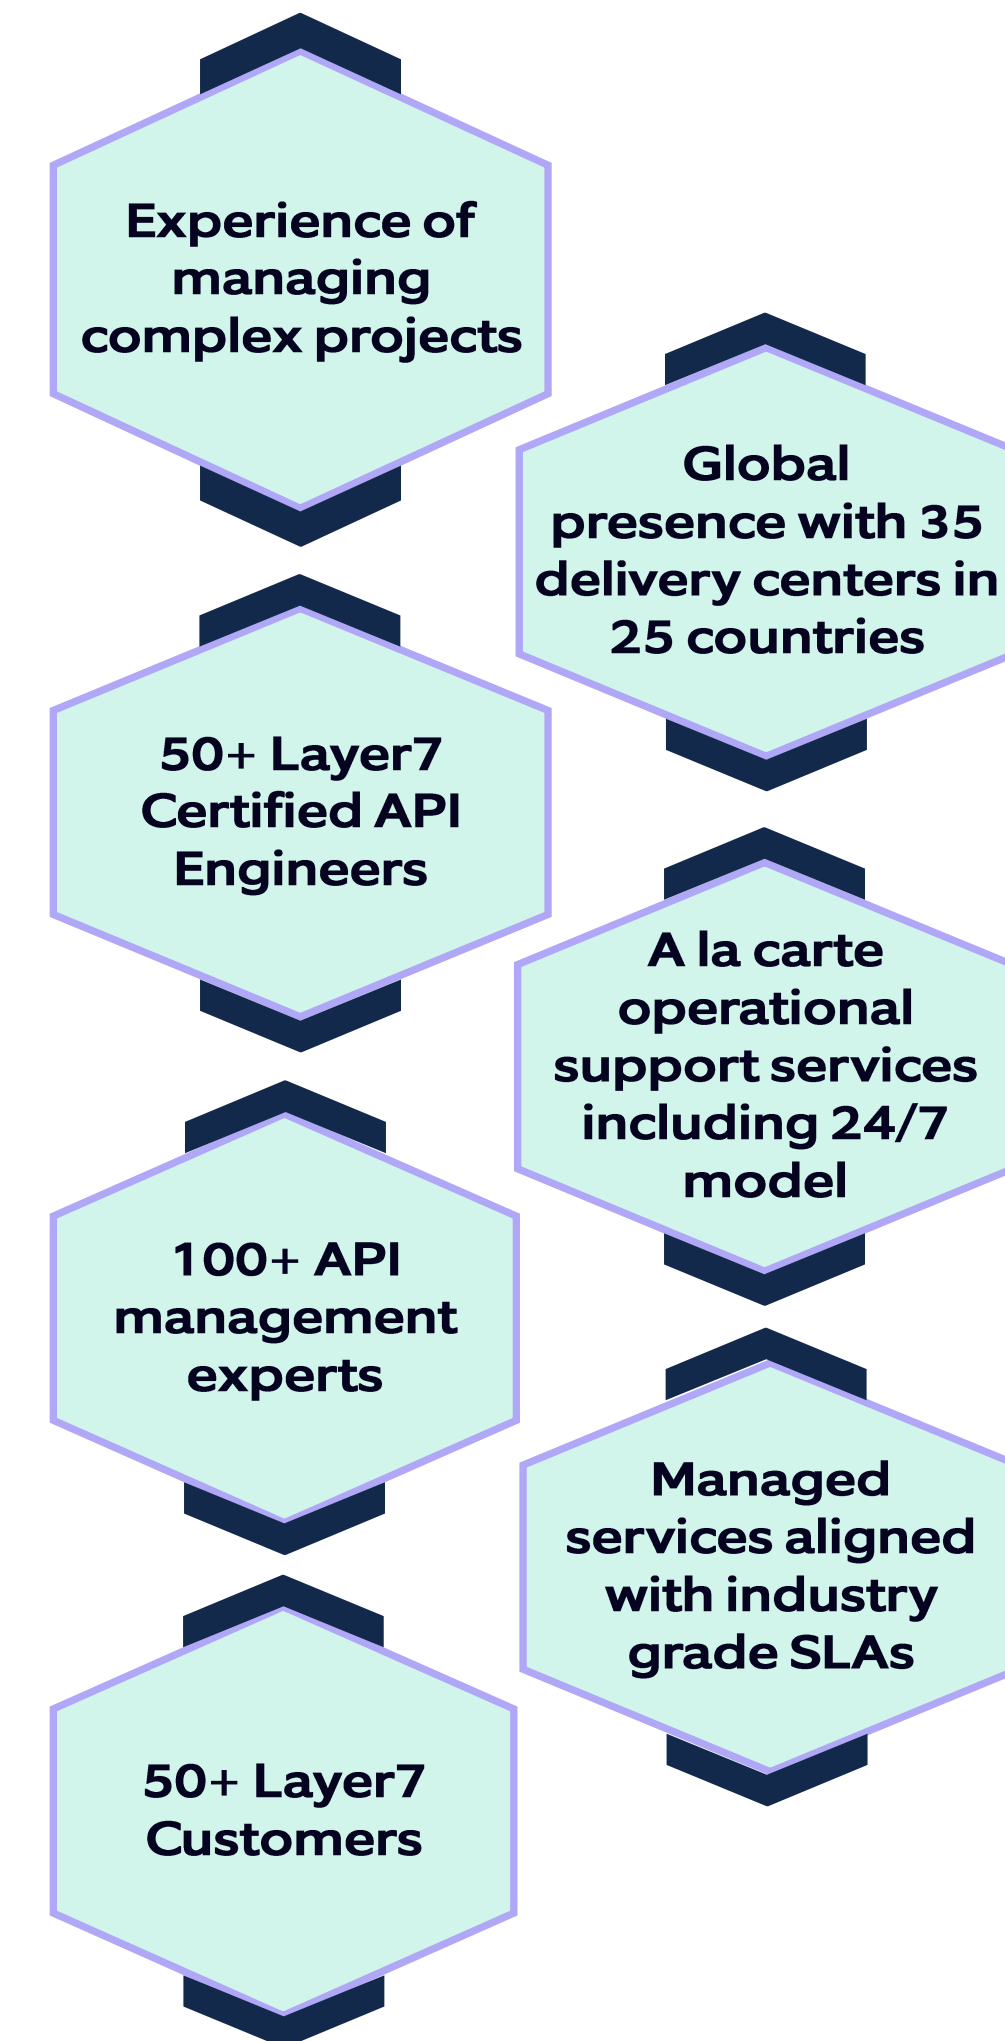 Experience of
managing
complex projects
Global
presence with 35
delivery centers in
25 countries
50+ Layer7
Certified API
Engineers
A la carte
operational
support services
including 24/7
model
100+ API
management
experts
Managed
services aligned
with industry
grade SLAs
50+ Layer7
Customers